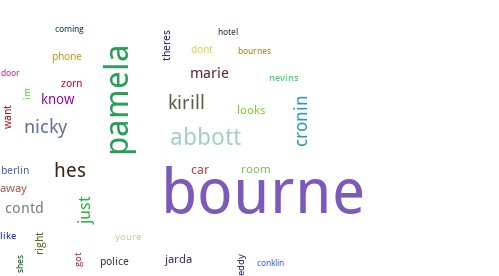 coming
hotel
theres
phone
dont
bournes
pamela
door
marie
nevins
zorn
im
know
kirill
want
looks
cronin
nicky
abbott
berlin
hes
car
room
away
bourne
contd
just
like
right
youre
shes
got
police
jarda
eddy
conklin